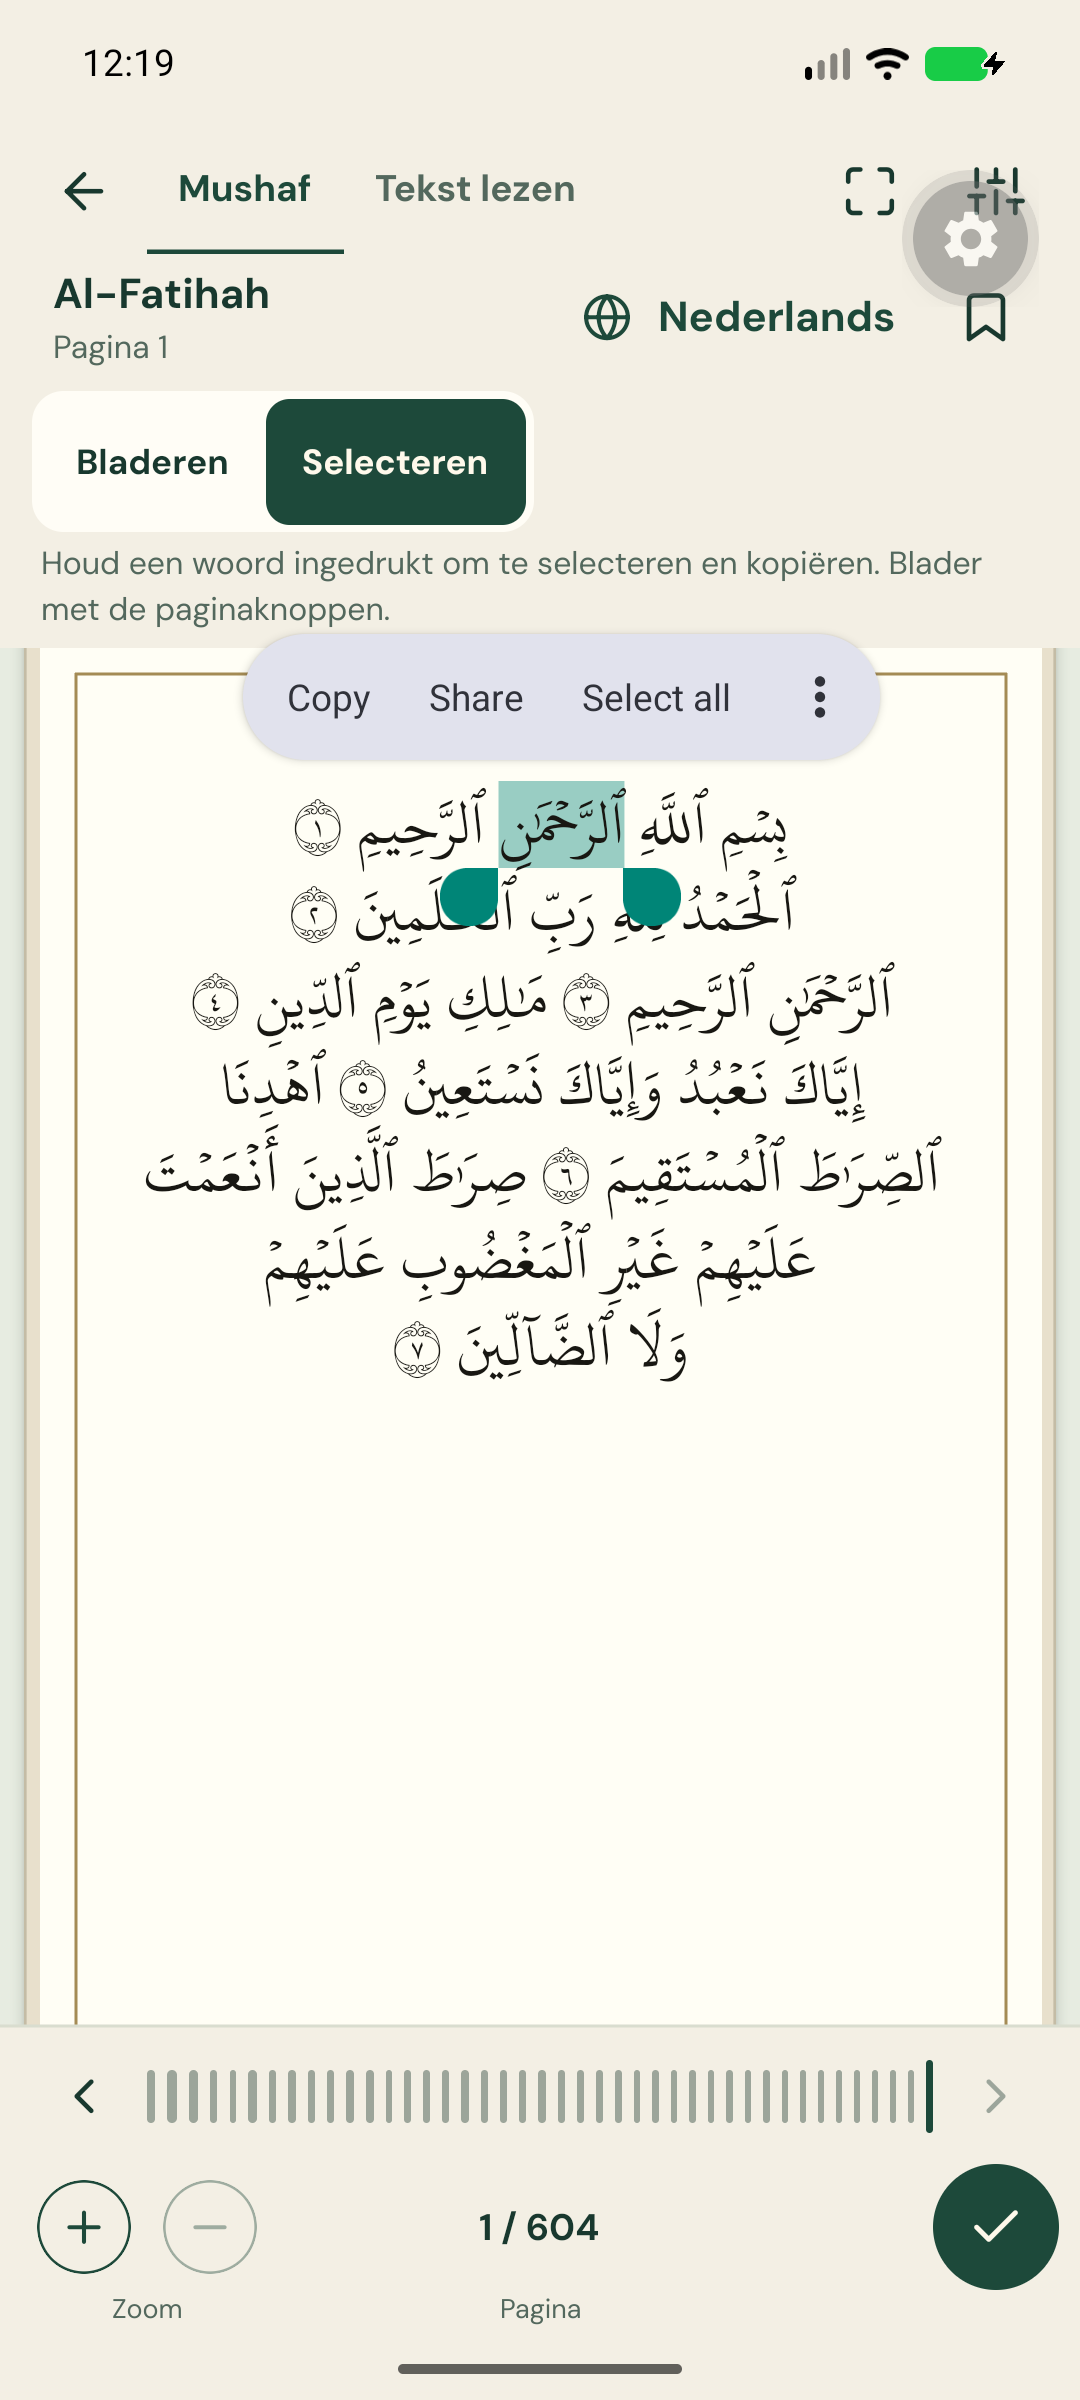 12:19
Mushaf
Tekst lezen
Al-Fatihah
Pagina 1
Nederlands
Bladeren
Selecteren
Houd een woord ingedrukt om te selecteren en kopiëren. Blader
met de paginaknoppen.
Copy
Share
Select all
بِسۡمِ ٱللَّهِ ٱلرَّحۡمَٰنِ ٱلرَّحِيمِ ١
ٱلۡحَمۡدُ رَبِّ ٢
ٱلرَّحۡمَٰنِ ٱلرَّحِيمِ ٣ مَٰلِكِ يَوۡمِ ٱلدِّينِ ٤
إِيَّاكَ نَعۡبُدُ وَإِيَّاكَ نَسۡتَعِينُ ٥ ٱهۡدِنَا
ٱلصِّرَٰطَ ٱلۡمُسۡتَقِيمَ ٦ صِرَٰطَ ٱلَّذِينَ أَنۡعَمۡتَ
عَلَيۡهِمۡ غَيۡرِ ٱلۡمَغۡضُوبِ عَلَيۡهِمۡ
وَلَا ٱلضَّآلِّينَ ٧
1 / 604
Zoom
Pagina